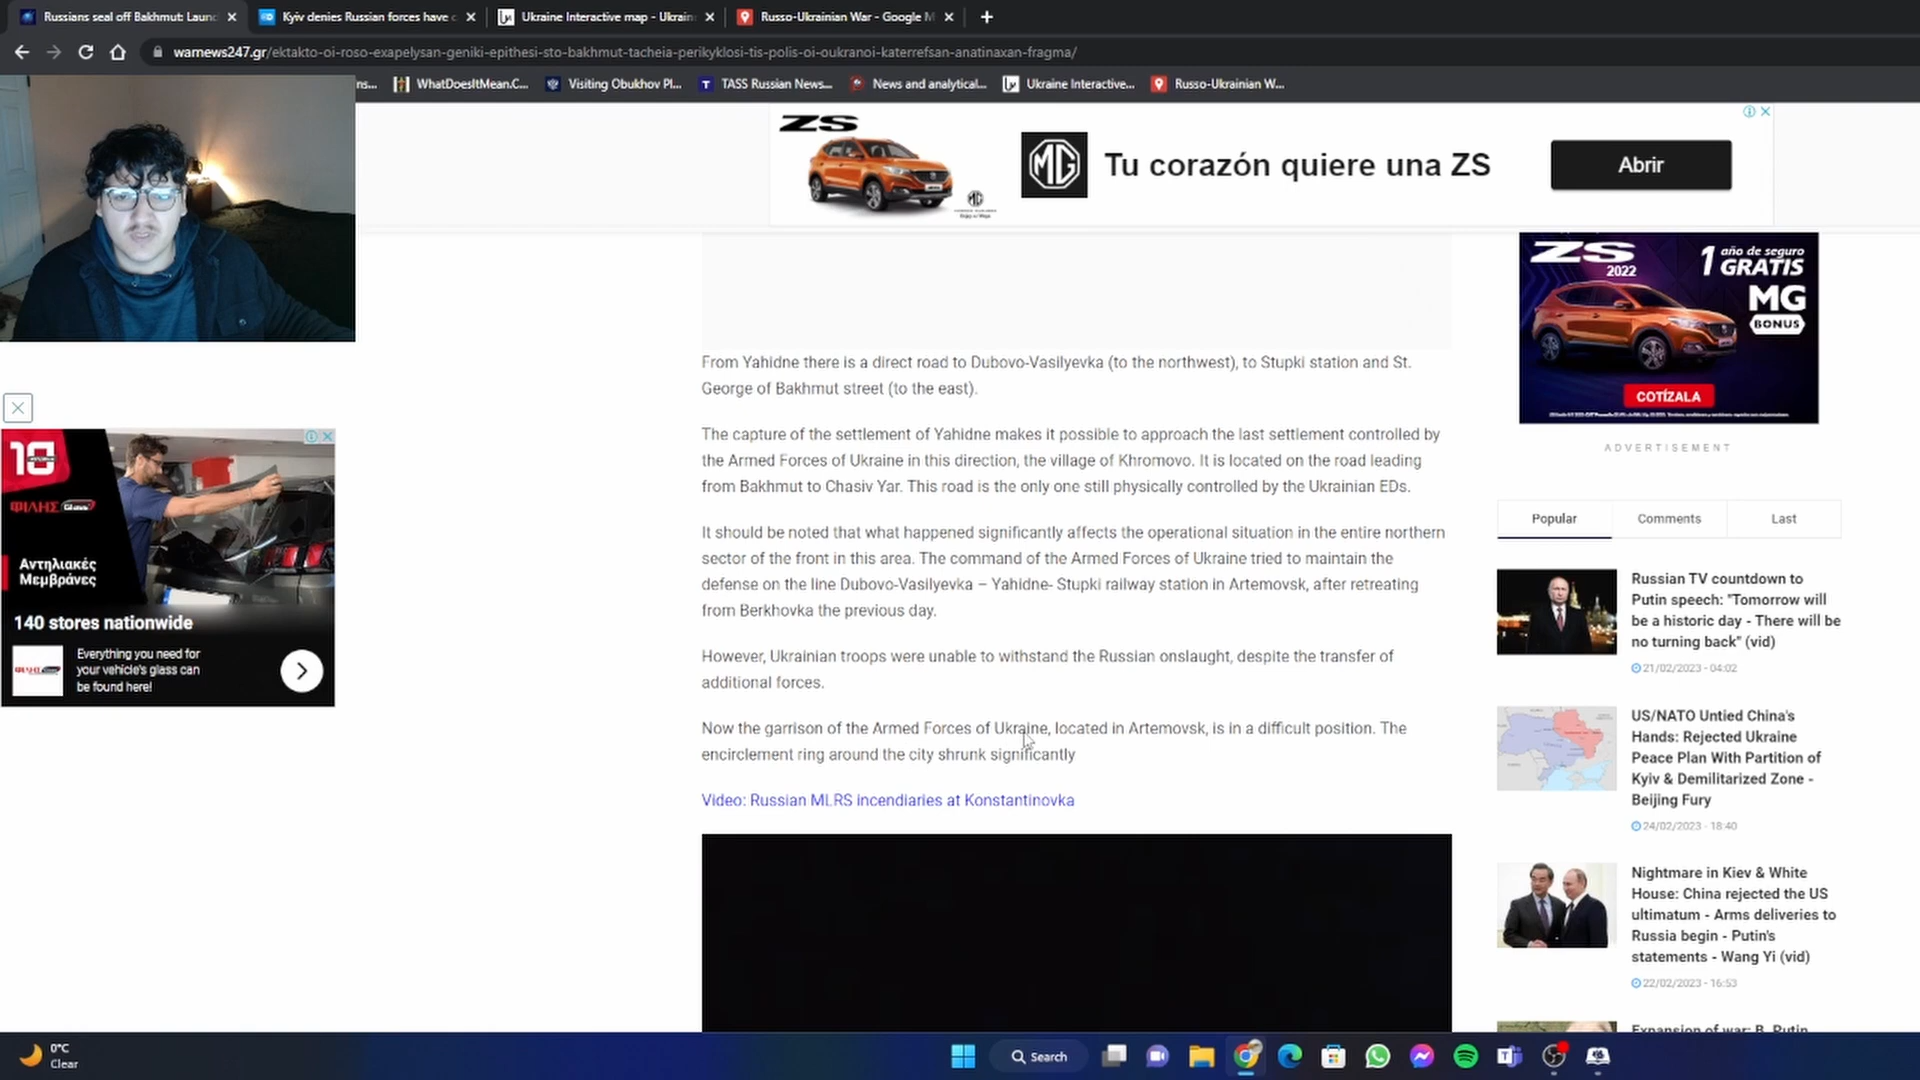 Russians seal off Bakhmut: Laun
Kyiv denies Russian forces have c
Ukraine Interactive map - Ukrain
Russo-Ukrainian War - Google M
warnews247.gr/ektakto-oi-roso-exapelysan-geniki-epithesi-sto-bakhmut-tacheia-perikyklosi-tis-polis-oi-oukranoi-katerrefsan-anatinaxan-fragma/
ns...
WhatDoesItMean.C...
Visiting Obukhov Pl...
TASS Russian News...
News and analytical...
Ukraine Interactive...
Russo-Ukrainian W...
ZS
MG
Tu corazón quiere una ZS
Abrir
ZS
2022
1 año de seguro
GRATIS
MG
BONUS
COTÍZALA
ADVERTISEMENT
From Yahidne there is a direct road to Dubovo-Vasilyevka (to the northwest), to Stupki station and St.
George of Bakhmut street (to the east).
The capture of the settlement of Yahidne makes it possible to approach the last settlement controlled by
the Armed Forces of Ukraine in this direction, the village of Khromovo. It is located on the road leading
from Bakhmut to Chasiv Yar. This road is the only one still physically controlled by the Ukrainian EDs.
It should be noted that what happened significantly affects the operational situation in the entire northern
sector of the front in this area. The command of the Armed Forces of Ukraine tried to maintain the
defense on the line Dubovo-Vasilyevka – Yahidne- Stupki railway station in Artemovsk, after retreating
from Berkhovka the previous day.
However, Ukrainian troops were unable to withstand the Russian onslaught, despite the transfer of
additional forces.
Now the garrison of the Armed Forces of Ukraine, located in Artemovsk, is in a difficult position. The
encirclement ring around the city shrunk significantly
Video: Russian MLRS incendiaries at Konstantinovka
10
ΦΙΛΗΣ Glass
Αντηλιακές
Μεμβράνες
140 stores nationwide
Everything you need for
your vehicle's glass can
be found here!
Popular
Comments
Last
Russian TV countdown to
Putin speech: "Tomorrow will
be a historic day - There will be
no turning back" (vid)
21/02/2023 - 04:02
US/NATO Untied China's
Hands: Rejected Ukraine
Peace Plan With Partition of
Kyiv & Demilitarized Zone -
Beijing Fury
24/02/2023 - 18:40
Nightmare in Kiev & White
House: China rejected the US
ultimatum - Arms deliveries to
Russia begin - Putin's
statements - Wang Yi (vid)
22/02/2023 - 16:53
Expansion of war: B. Putin
0°C
Clear
Search